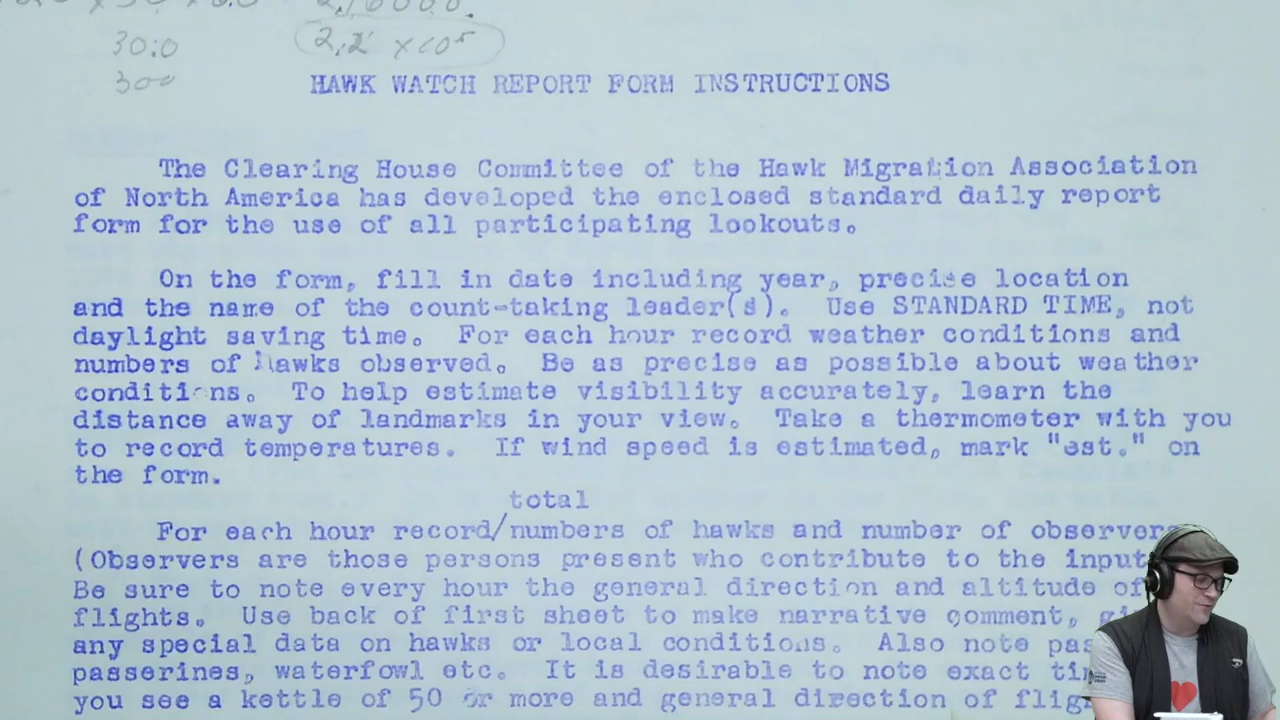 30.0
2.2 × 10⁵
300
HAWK WATCH REPORT FORM INSTRUCTIONS
The Clearing House Committee of the Hawk Migration Association
of North America has developed the enclosed standard daily report
form for the use of all participating lookouts.
On the form, fill in date including year, precise location
and the name of the count-taking leader(s). Use STANDARD TIME, not
daylight saving time. For each hour record weather conditions and
numbers of hawks observed. Be as precise as possible about weather
conditions. To help estimate visibility accurately, learn the
distance away of landmarks in your view. Take a thermometer with you
to record temperatures. If wind speed is estimated, mark "est." on
the form.
total
For each hour record/numbers of hawks and number of observers
(Observers are those persons present who contribute to the input
Be sure to note every hour the general direction and altitude of
flights. Use back of first sheet to make narrative comment,
any special data on hawks or local conditions. Also note
passerines, waterfowl etc. It is desirable to note exact
you see a kettle of 50 or more and general direction of